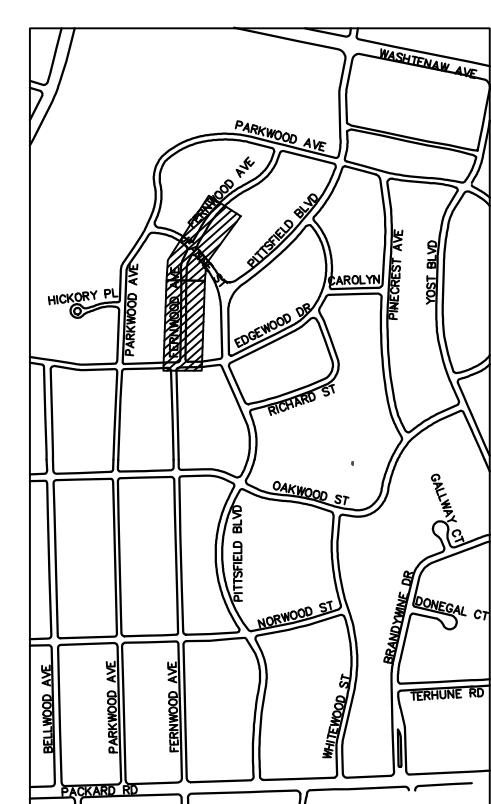 WASHTENAW AVE
PARKWOOD AVE
FERNWOOD AVE
PITTSFIELD BLVD
CAROLYN
PINECREST AVE
YOST BLVD
HICKORY PL
PARKWOOD AVE
FERNWOOD AVE
EDGEWOOD DR
RICHARD ST
OAKWOOD ST
GALLWAY CT
PITTSFIELD BLVD
NORWOOD ST
BRANDYWINE DR
DONEGAL CT
BELLWOOD AVE
PARKWOOD AVE
FERNWOOD AVE
WHITEWOOD ST
TERHUNE RD
PACKARD RD